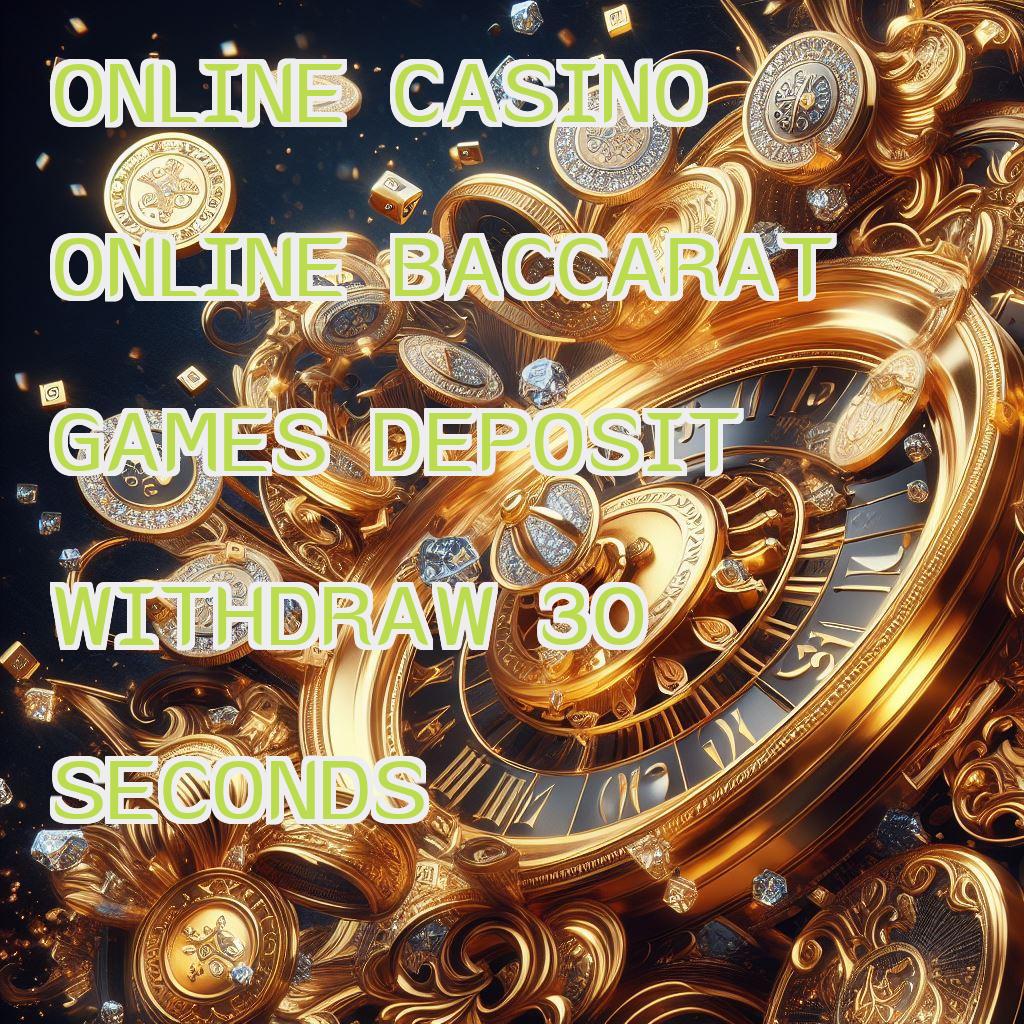 ONLINE CASINO
ONLINE BACCARAT
GAMES DEPOSIT
WITHDRAW 30
SECONDS